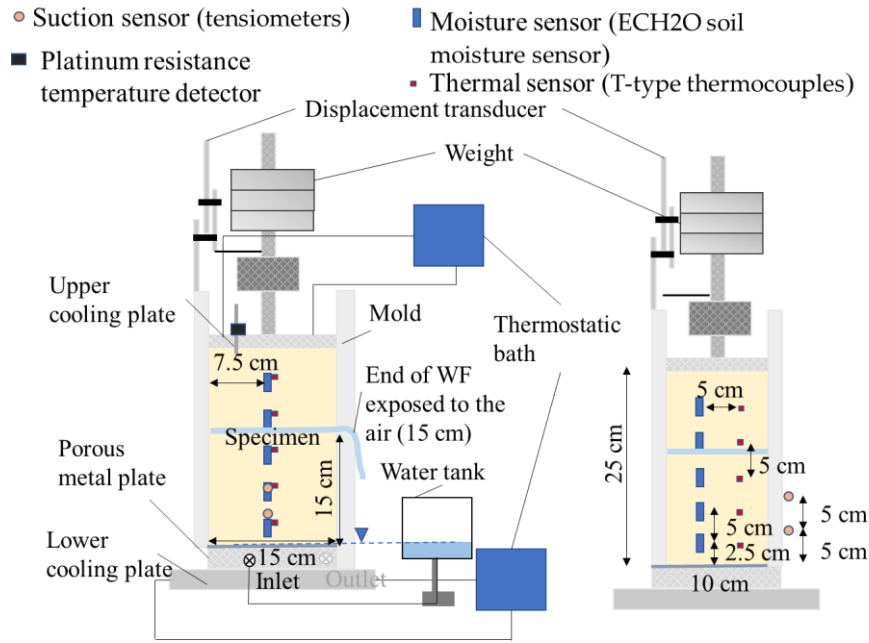 Suction sensor (tensiometers)
Platinum resistance
temperature detector
Moisture sensor (ECH2O soil
moisture sensor)
Thermal sensor (T-type thermocouples)
Displacement transducer
Weight
Upper
cooling plate
Mold
Thermostatic
bath
7.5 cm
End of WF
exposed to the
air (15 cm)
Specimen
Porous
metal plate
15 cm
Water tank
Lower
cooling plate
15 cm
Inlet
Outlet
25 cm
5 cm
5 cm
5 cm
2.5 cm
5 cm
5 cm
10 cm